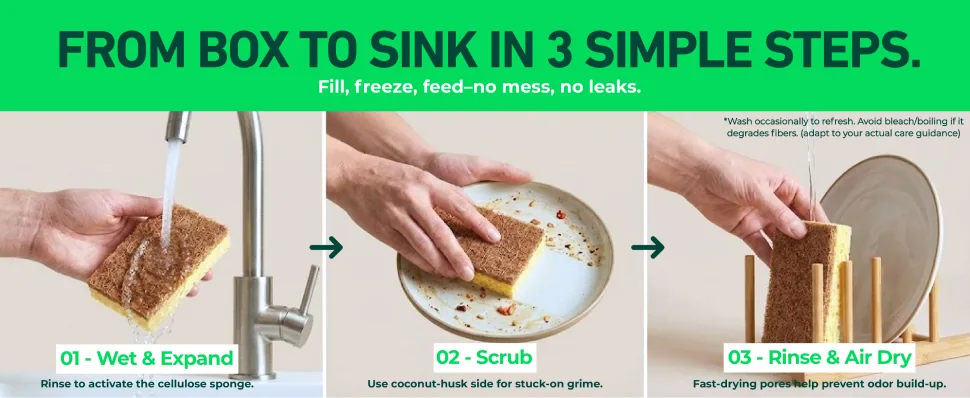 FROM BOX TO SINK IN 3 SIMPLE STEPS.
Fill, freeze, feed–no mess, no leaks.
*Wash occasionally to refresh. Avoid bleach/boiling if it
degrades fibers. (adapt to your actual care guidance)
01 - Wet & Expand
Rinse to activate the cellulose sponge.
02 - Scrub
Use coconut-husk side for stuck-on grime.
03 - Rinse & Air Dry
Fast-drying pores help prevent odor build-up.